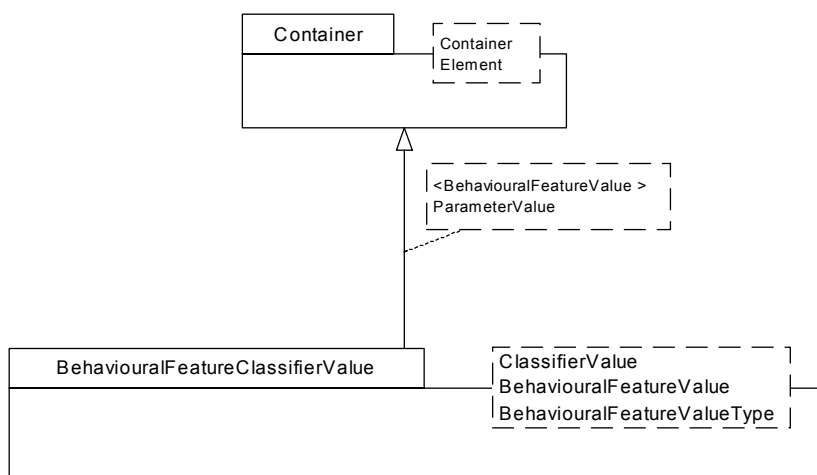 Container
Container
Element
<BehaviouralFeatureValue >
ParameterValue
BehaviouralFeatureClassifierValue
ClassifierValue
BehaviouralFeatureValue
BehaviouralFeatureValueType